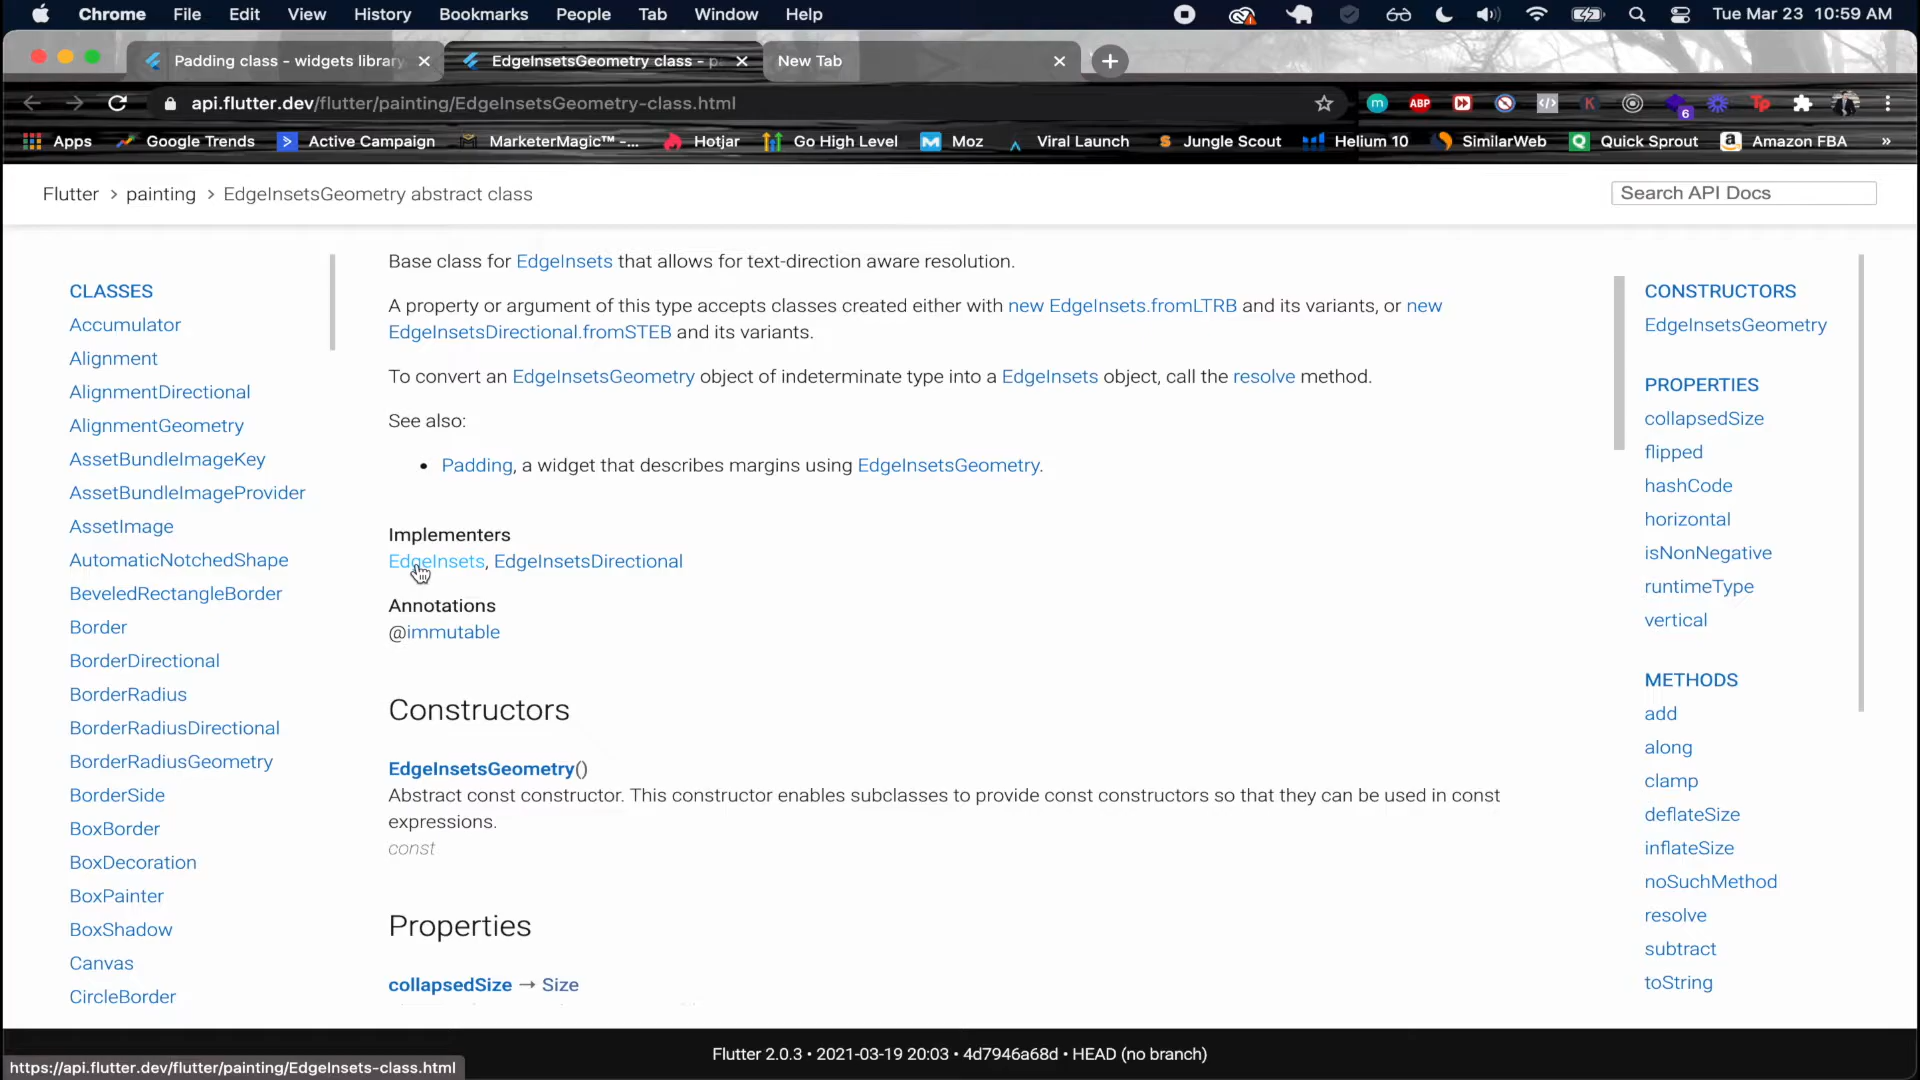 Chrome File Edit View History Bookmarks People Tab Window Help Tue Mar 23 10:59 AM
Padding class - widgets library EdgeInsetsGeometry class - p New Tab
api.flutter.dev/flutter/painting/EdgeInsetsGeometry-class.html
6
Apps Google Trends Active Campaign MarketerMagic™ -... Hotjar Go High Level Moz Viral Launch Jungle Scout Helium 10 SimilarWeb Quick Sprout Amazon FBA »
Flutter > painting > EdgeInsetsGeometry abstract class
Search API Docs
CLASSES
Accumulator
Alignment
AlignmentDirectional
AlignmentGeometry
AssetBundleImageKey
AssetBundleImageProvider
AssetImage
AutomaticNotchedShape
BeveledRectangleBorder
Border
BorderDirectional
BorderRadius
BorderRadiusDirectional
BorderRadiusGeometry
BorderSide
BoxBorder
BoxDecoration
BoxPainter
BoxShadow
Canvas
CircleBorder
Base class for EdgeInsets that allows for text-direction aware resolution.
A property or argument of this type accepts classes created either with new EdgeInsets.fromLTRB and its variants, or new
EdgeInsetsDirectional.fromSTEB and its variants.
To convert an EdgeInsetsGeometry object of indeterminate type into a EdgeInsets object, call the resolve method.
See also:
• Padding, a widget that describes margins using EdgeInsetsGeometry.
Implementers
EdgeInsets, EdgeInsetsDirectional
Annotations
@immutable
Constructors
EdgeInsetsGeometry()
Abstract const constructor. This constructor enables subclasses to provide const constructors so that they can be used in const
expressions.
const
Properties
collapsedSize → Size
CONSTRUCTORS
EdgeInsetsGeometry
PROPERTIES
collapsedSize
flipped
hashCode
horizontal
isNonNegative
runtimeType
vertical
METHODS
add
along
clamp
deflateSize
inflateSize
noSuchMethod
resolve
subtract
toString
Flutter 2.0.3 • 2021-03-19 20:03 • 4d7946a68d • HEAD (no branch)
https://api.flutter.dev/flutter/painting/EdgeInsets-class.html